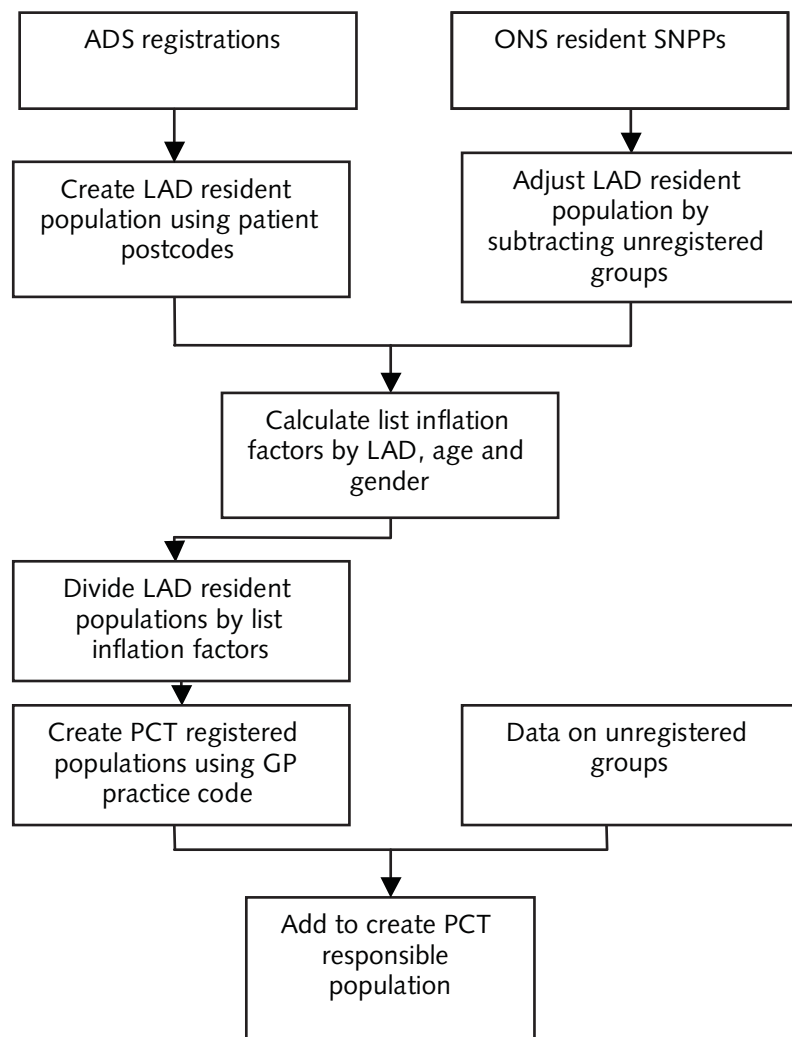 ADS registrations
ONS resident SNPPs
Create LAD resident
population using patient
postcodes
Adjust LAD resident
population by
subtracting unregistered
groups
Calculate list inflation
factors by LAD, age and
gender
Divide LAD resident
populations by list
inflation factors
Create PCT registered
populations using GP
practice code
Data on unregistered
groups
Add to create PCT
responsible
population